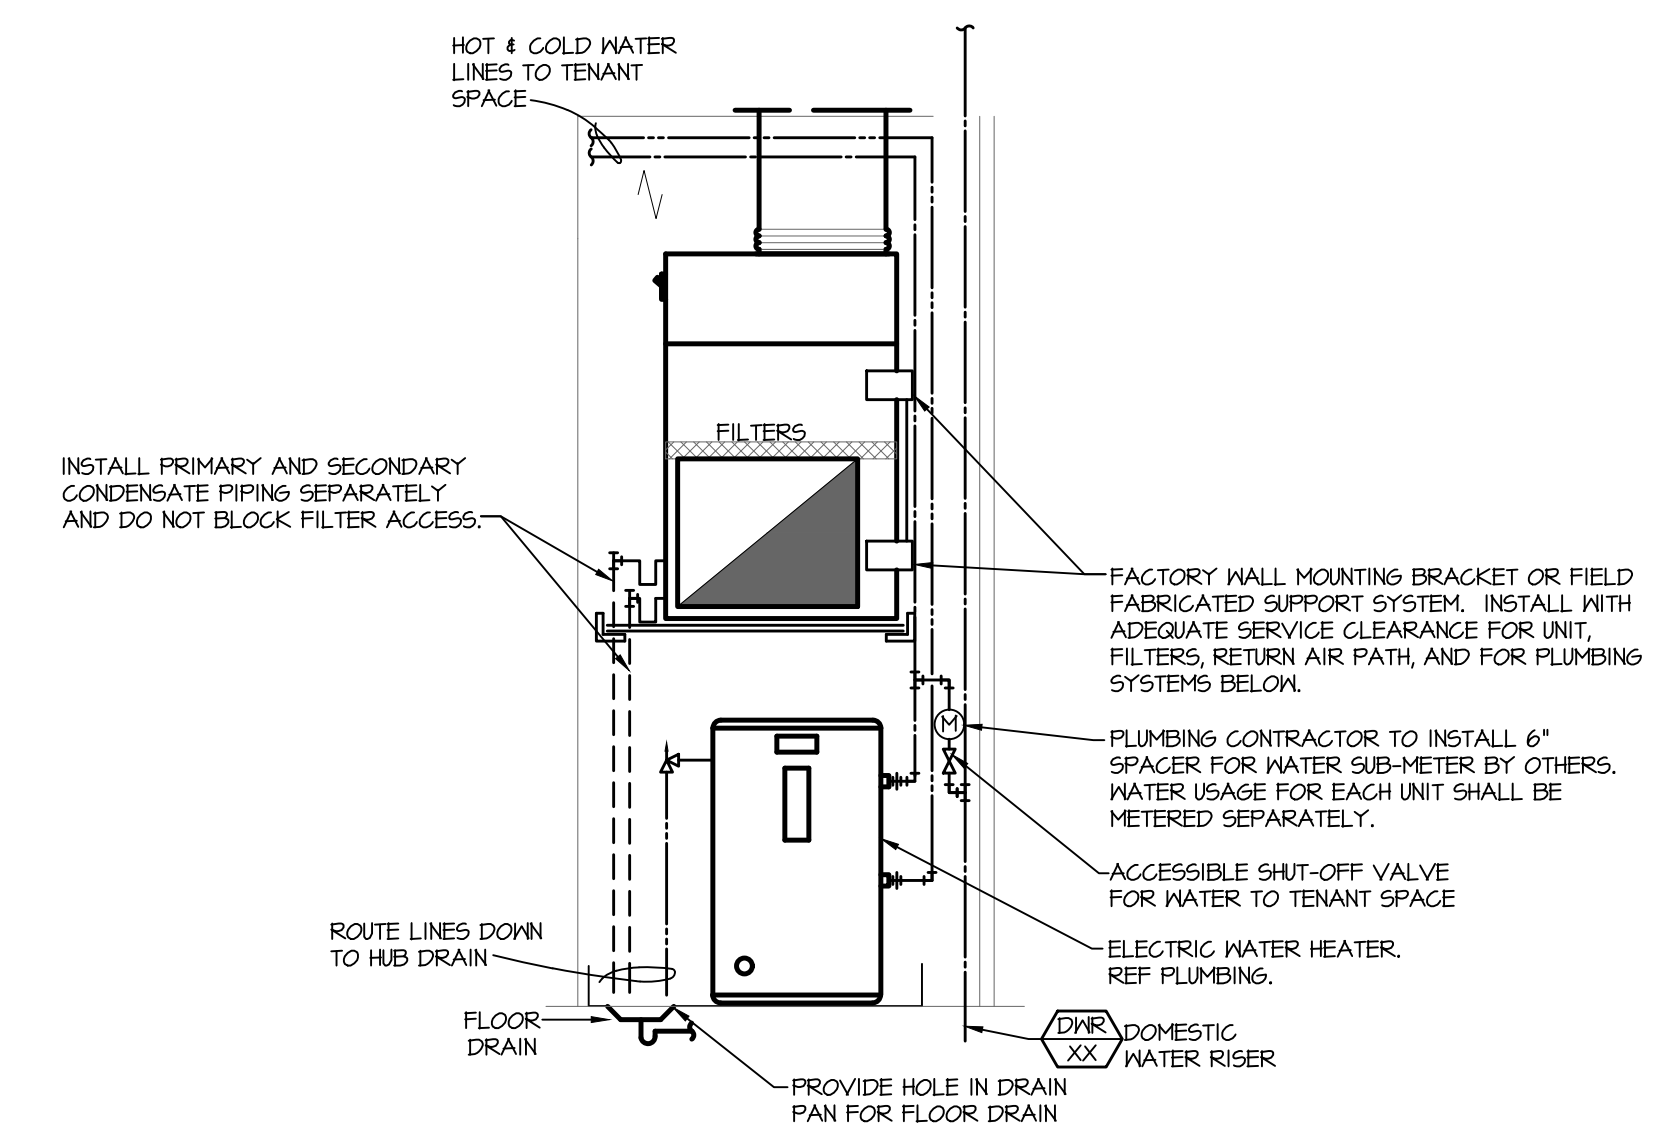 HOT & COLD WATER
LINES TO TENANT
SPACE
FILTERS
INSTALL PRIMARY AND SECONDARY
CONDENSATE PIPING SEPARATELY
AND DO NOT BLOCK FILTER ACCESS.
FACTORY WALL MOUNTING BRACKET OR FIELD
FABRICATED SUPPORT SYSTEM. INSTALL WITH
ADEQUATE SERVICE CLEARANCE FOR UNIT,
FILTERS, RETURN AIR PATH, AND FOR PLUMBING
SYSTEMS BELOW.
M
PLUMBING CONTRACTOR TO INSTALL 6"
SPACER FOR WATER SUB-METER BY OTHERS.
WATER USAGE FOR EACH UNIT SHALL BE
METERED SEPARATELY.
ACCESSIBLE SHUT-OFF VALVE
FOR WATER TO TENANT SPACE
ROUTE LINES DOWN
TO HUB DRAIN
ELECTRIC WATER HEATER.
REF PLUMBING.
FLOOR
DRAIN
DWR
XX
DOMESTIC
WATER RISER
PROVIDE HOLE IN DRAIN
PAN FOR FLOOR DRAIN